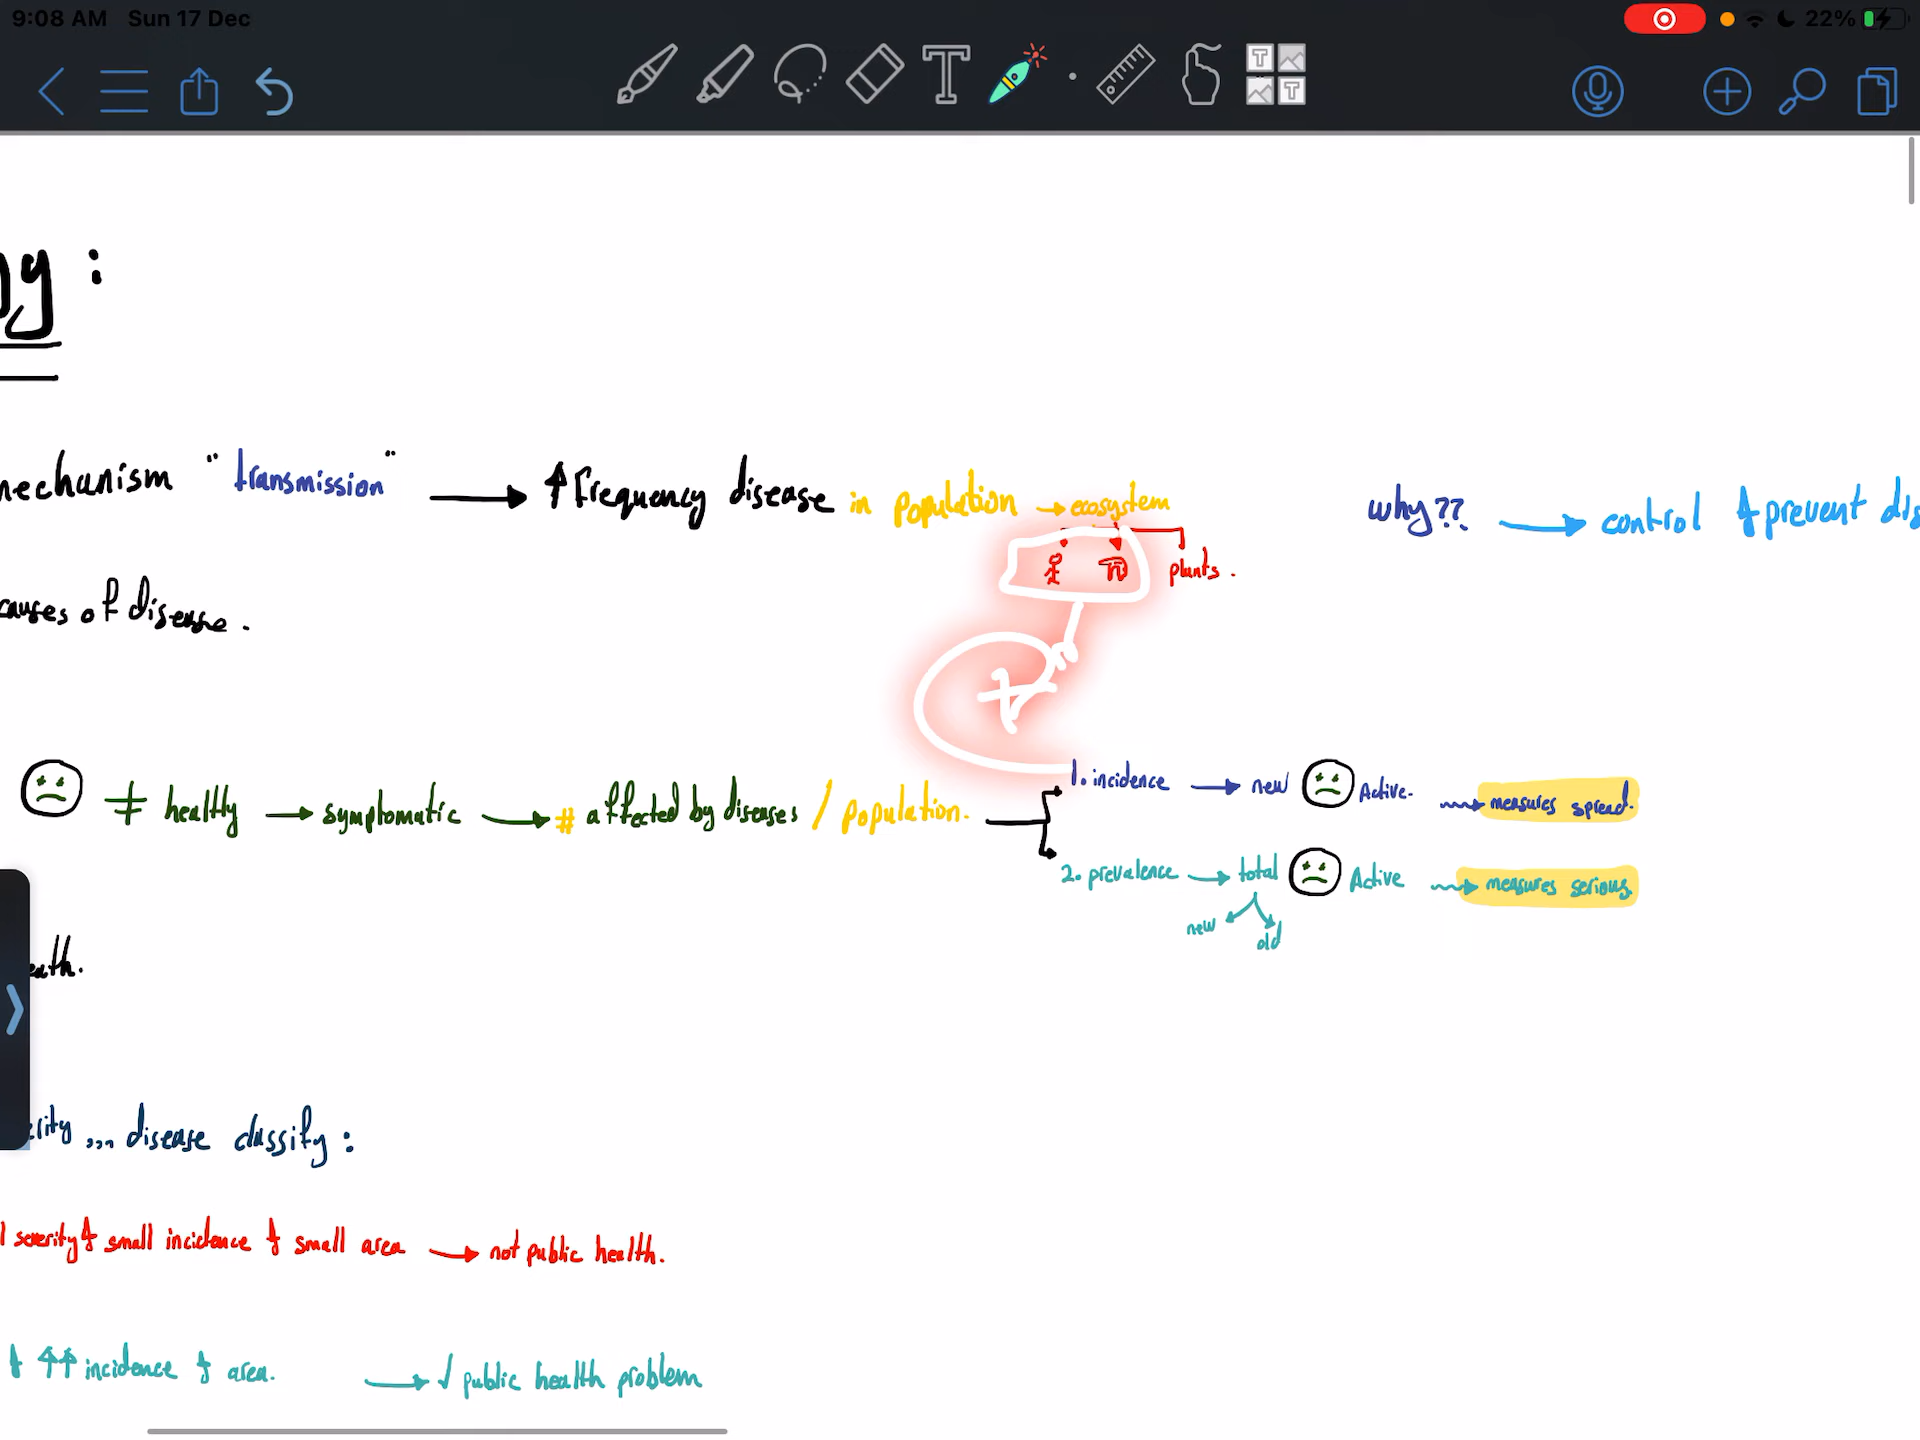 9:08 AM Sun 17 Dec
22%
gy :
mechanism "transmission" → ↑ frequency disease in population → ecosystem
plants.
why?? → control & prevent dis
causes of disease.
≠ healthy → symptomatic → # affected by diseases / population.
1. incidence → new Active. → measures spread.
2. prevalence → total Active → measures serious
new old
eath.
erity ,,, disease classify :
l severity & small incidence & small area → not public health.
& ↑↑ incidence & area. → √ public health problem